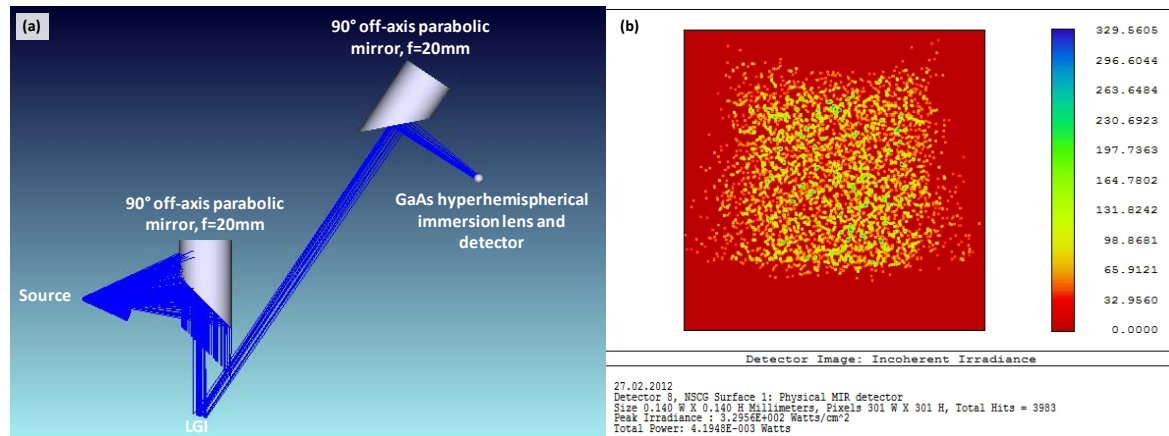 (a)
90° off-axis parabolic
mirror, f=20mm
90° off-axis parabolic
mirror, f=20mm
GaAs hyperhemispherical
immersion lens and
detector
Source
LGI
(b)
329.5605
296.6044
263.6484
230.6923
197.7363
164.7802
131.8242
98.8681
65.9121
32.9560
0.0000
Detector Image: Incoherent Irradiance
27.02.2012
Detector 8, NSCG Surface 1: Physical MIR detector
Size 0.140 W X 0.140 H Millimeters, Pixels 301 W X 301 H, Total Hits = 3983
Peak Irradiance : 3.2956E+002 Watts/cm^2
Total Power: 4.1948E-003 Watts